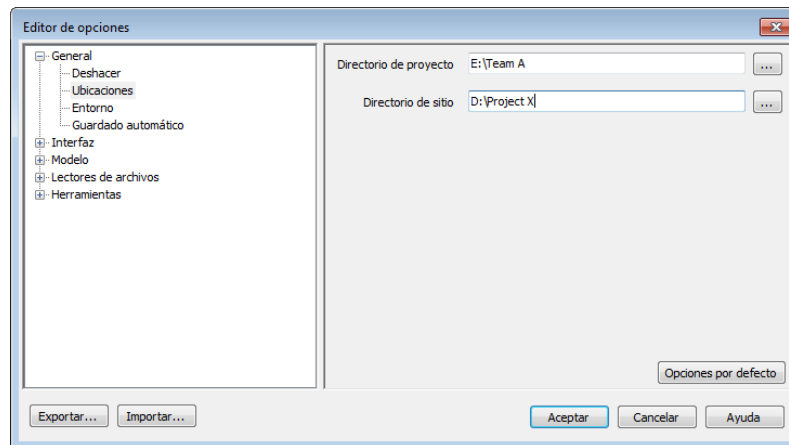 Editor de opciones
General
Deshacer
Ubicaciones
Entorno
Guardado automático
Interfaz
Modelo
Lectores de archivos
Herramientas
Directorio de proyecto E:\Team A ...
Directorio de sitio D:\Project X ...
Opciones por defecto
Exportar... Importar... Aceptar Cancelar Ayuda